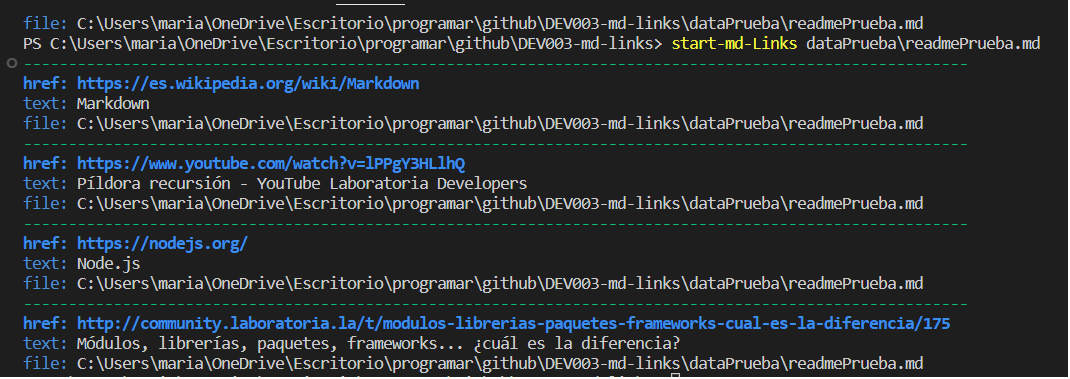 file: C:\Users\maria\OneDrive\Escritorio\programar\github\DEV003-md-links\dataPrueba\readmePrueba.md
PS C:\Users\maria\OneDrive\Escritorio\programar\github\DEV003-md-links> start-md-Links dataPrueba\readmePrueba.md
---------------------------------------------------------------------------------------------------------
href: https://es.wikipedia.org/wiki/Markdown
text: Markdown
file: C:\Users\maria\OneDrive\Escritorio\programar\github\DEV003-md-links\dataPrueba\readmePrueba.md
---------------------------------------------------------------------------------------------------------
href: https://www.youtube.com/watch?v=lPPgY3HLlhQ
text: Píldora recursión - YouTube Laboratoria Developers
file: C:\Users\maria\OneDrive\Escritorio\programar\github\DEV003-md-links\dataPrueba\readmePrueba.md
---------------------------------------------------------------------------------------------------------
href: https://nodejs.org/
text: Node.js
file: C:\Users\maria\OneDrive\Escritorio\programar\github\DEV003-md-links\dataPrueba\readmePrueba.md
---------------------------------------------------------------------------------------------------------
href: http://community.laboratoria.la/t/modulos-librerias-paquetes-frameworks-cual-es-la-diferencia/175
text: Módulos, librerías, paquetes, frameworks... ¿cuál es la diferencia?
file: C:\Users\maria\OneDrive\Escritorio\programar\github\DEV003-md-links\dataPrueba\readmePrueba.md